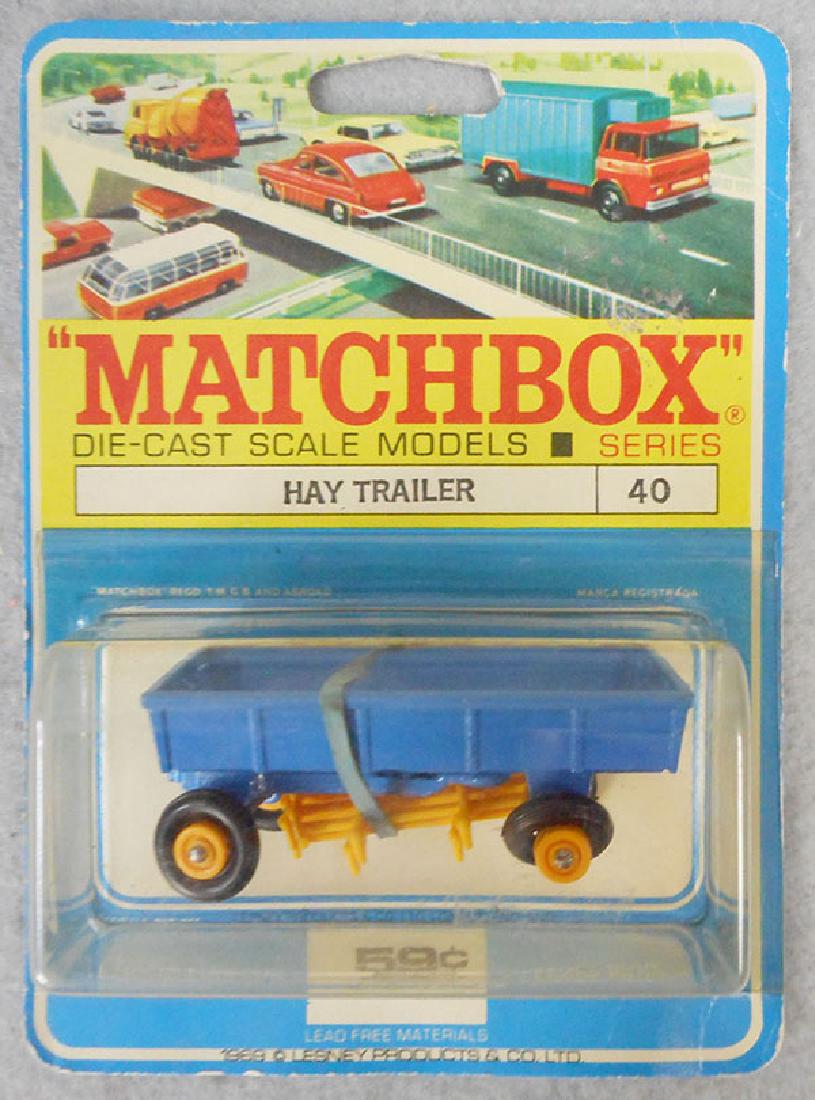 "MATCHBOX"®
DIE-CAST SCALE MODELS ■ SERIES
HAY TRAILER 40
MATCHBOX REGD T M G B AND ABROAD MARCA REGISTRADA
59¢
LEAD FREE MATERIALS
1969 © LESNEY PRODUCTS & CO. LTD.